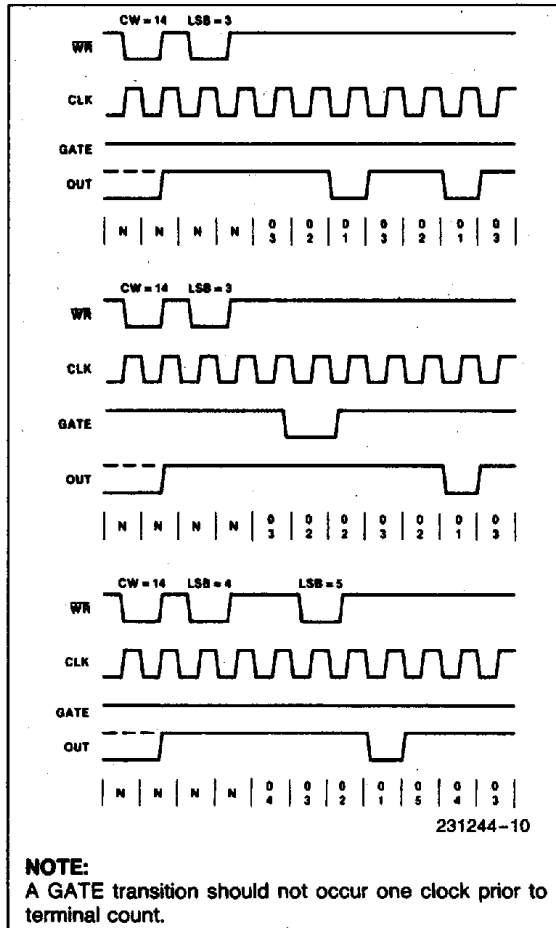 CW = 14 LSB = 3
WR
CLK
GATE
OUT
N N N N 0 3 0 2 0 1 0 3 0 2 0 1 0 3
CW = 14 LSB = 3
WR
CLK
GATE
OUT
N N N N 0 3 0 2 0 2 0 3 0 2 0 1 0 3
CW = 14 LSB = 4 LSB = 5
WR
CLK
GATE
OUT
N N N N 0 4 0 3 0 2 0 1 0 5 0 4 0 3
231244-10
NOTE:
A GATE transition should not occur one clock prior to
terminal count.